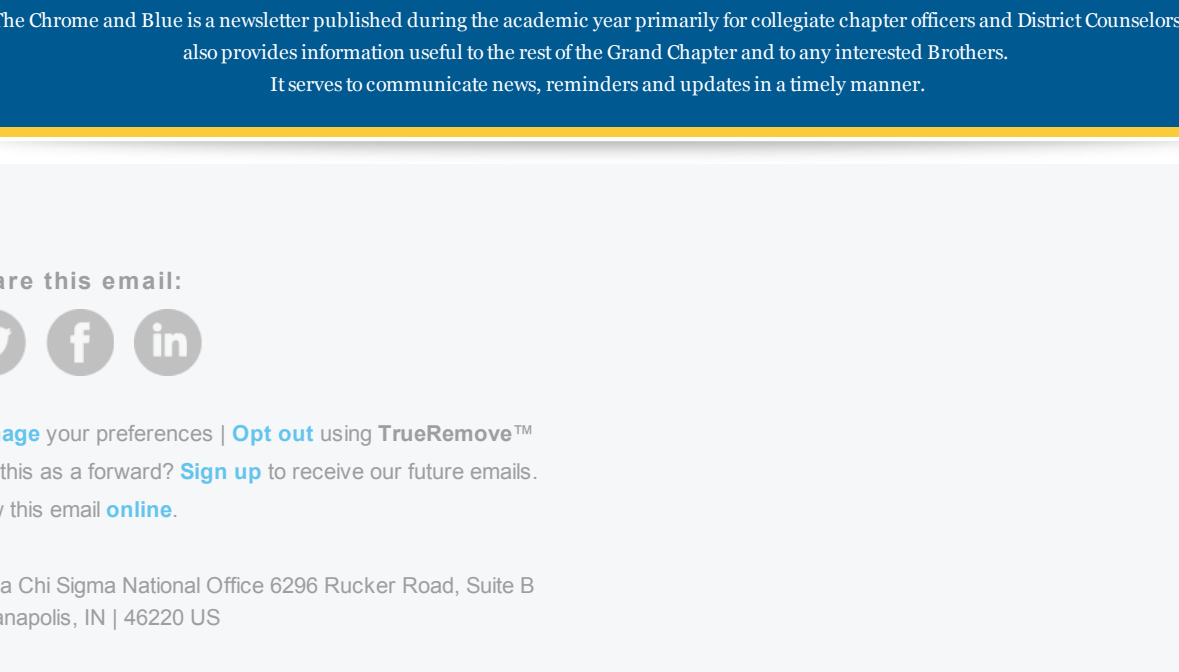 The Chrome and Blue is a newsletter published during the academic year primarily for collegiate chapter officers and District Counselors
also provides information useful to the rest of the Grand Chapter and to any interested Brothers.
It serves to communicate news, reminders and updates in a timely manner.
are this email:
f in
age your preferences | Opt out using TrueRemove™
this as a forward? Sign up to receive our future emails.
this email online.
a Chi Sigma National Office 6296 Rucker Road, Suite B
anapolis, IN | 46220 US